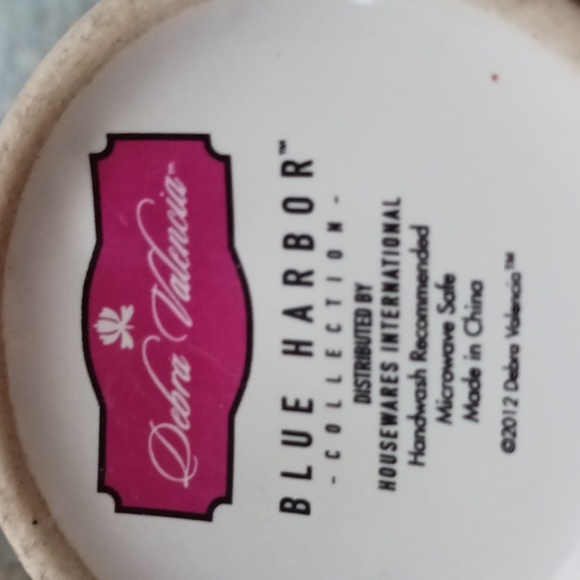 Debra Valencia™
BLUE HARBOR™
-COLLECTION-
DISTRIBUTED BY
HOUSEWARES INTERNATIONAL
Handwash Recommended
Microwave Safe
Made in China
©2012 Debra Valencia™